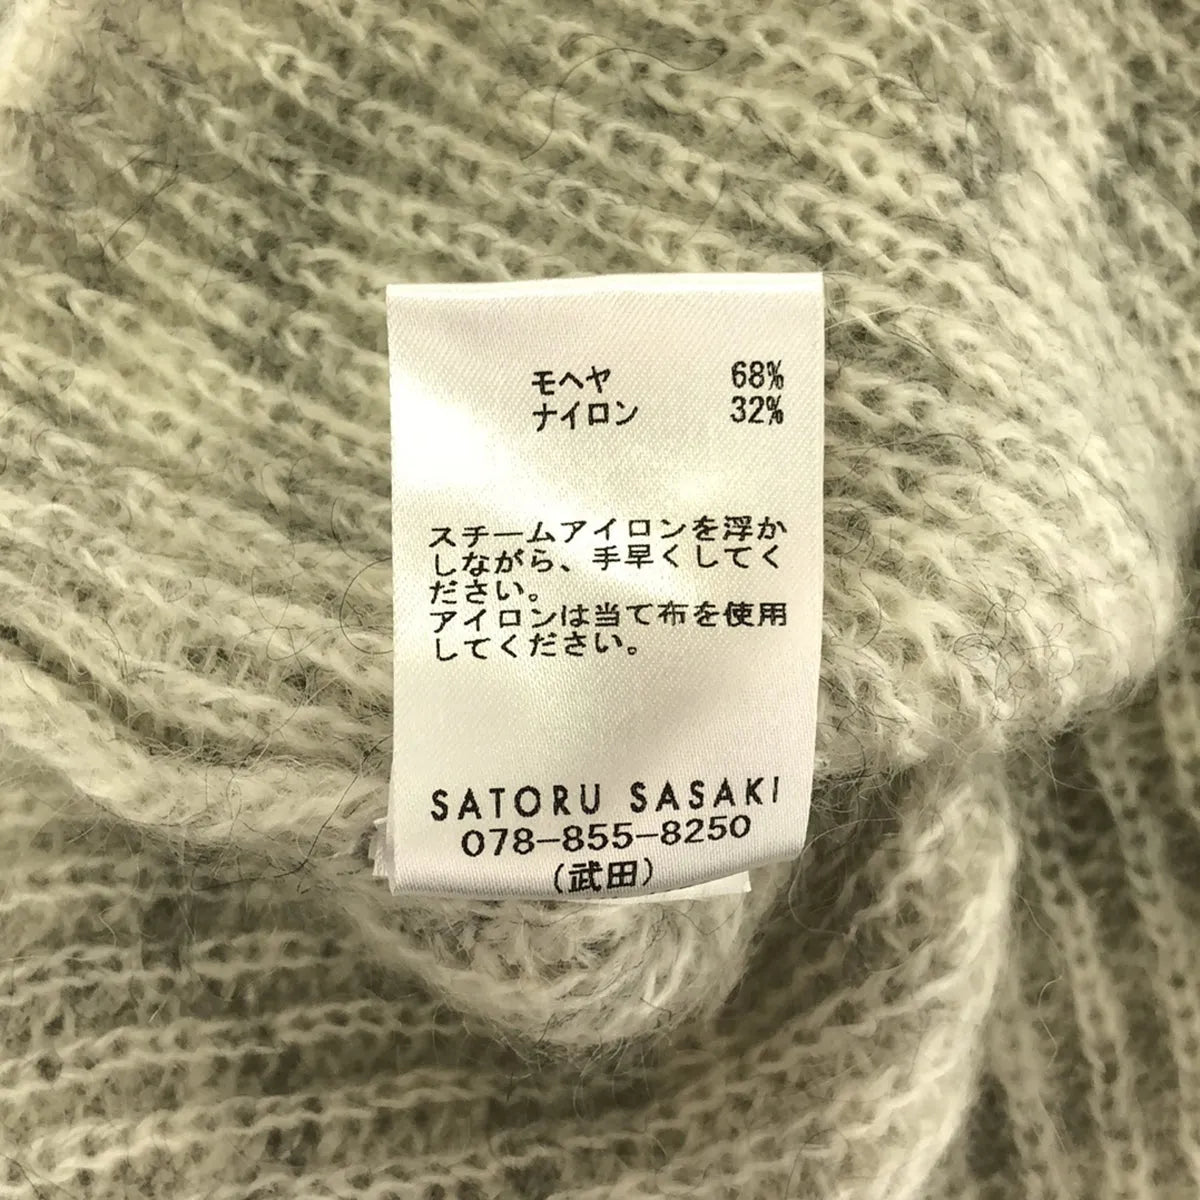 モヘヤ 68%
ナイロン 32%
スチームアイロンを浮か
しながら、手早くしてく
ださい。
アイロンは当て布を使用
してください。
SATORU SASAKI
078-855-8250
(武田)